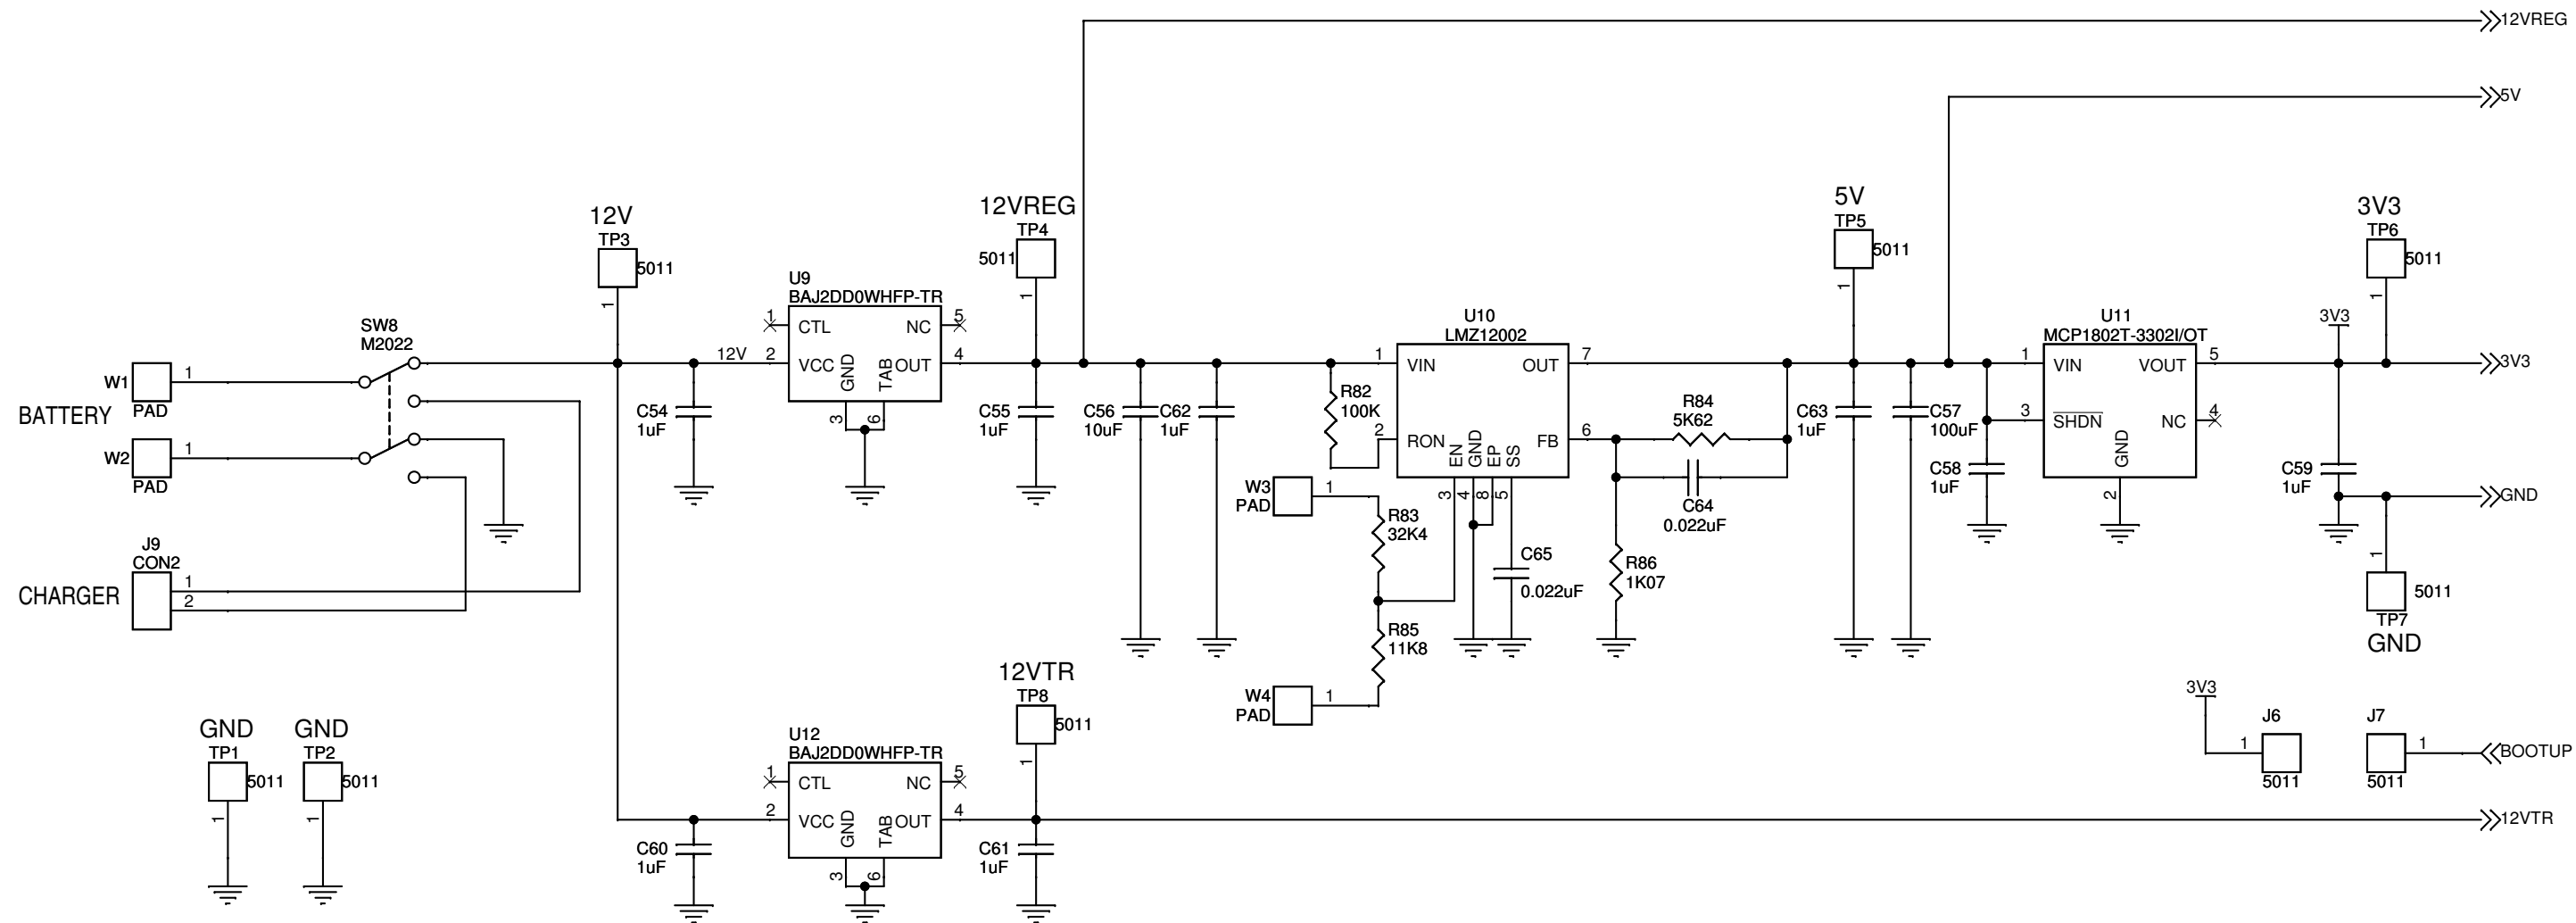 12VREG
5V
12V
TP3
5011
1
12VREG
TP4
5011
1
5V
TP5
5011
1
3V3
TP6
5011
1
SW8
M2022
BATTERY
W1
PAD
1
W2
PAD
1
J9
CON2
CHARGER
1
2
12V
C54
1uF
U9
BAJ2DD0WHFP-TR
1
CTL
NC
5
2
VCC
GND
TAB
OUT
4
3
6
C55
1uF
C56
10uF
C62
1uF
R82
100K
U10
LMZ12002
1
VIN
OUT
7
2
RON
FB
6
EN
GND
EP
SS
3
4
8
5
W3
PAD
1
R83
32K4
R85
11K8
W4
PAD
1
C65
0.022uF
R84
5K62
C64
0.022uF
R86
1K07
C63
1uF
C57
100uF
C58
1uF
U11
MCP1802T-3302I/OT
1
VIN
VOUT
5
3
SHDN
NC
4
GND
2
3V3
3V3
C59
1uF
GND
1
5011
TP7
GND
GND
TP1
5011
1
GND
TP2
5011
1
U12
BAJ2DD0WHFP-TR
1
CTL
NC
5
2
VCC
GND
TAB
OUT
4
3
6
C60
1uF
12VTR
TP8
5011
1
C61
1uF
3V3
J6
1
5011
J7
1
5011
BOOTUP
12VTR